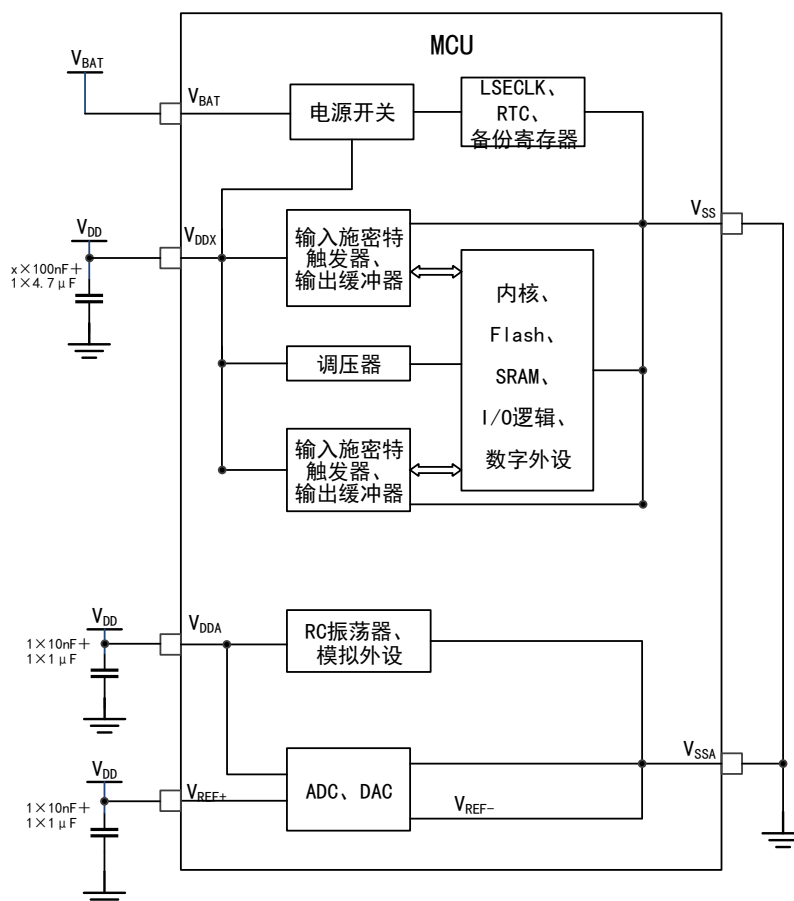 MCU
VBAT
VBAT
电源开关
LSECLK、
RTC、
备份寄存器
VSS
VDD
VDDX
x×100nF+
1×4.7μF
输入施密特
触发器、
输出缓冲器
内核、
Flash、
SRAM、
I/O逻辑、
数字外设
调压器
输入施密特
触发器、
输出缓冲器
VDD
VDDA
1×10nF+
1×1μF
RC振荡器、
模拟外设
VSSA
VDD
VREF+
1×10nF+
1×1μF
ADC、DAC
VREF-